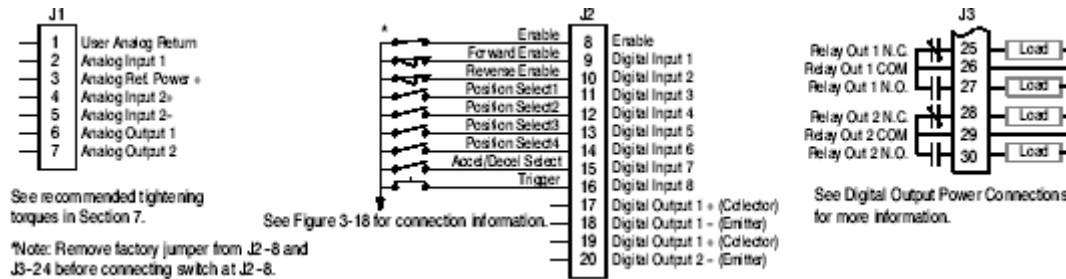 J1
1 User Analog Return
2 Analog Input 1
3 Analog Ref. Power +
4 Analog Input 2+
5 Analog Input 2-
6 Analog Output 1
7 Analog Output 2
See recommended tightening
torques in Section 7.
*Note: Remove factory jumper from J2-8 and
J3-24 before connecting switch at J2-8.
J2
*
Enable 8 Enable
Forward Enable 9 Digital Input 1
Reverse Enable 10 Digital Input 2
Position Select1 11 Digital Input 3
Position Select2 12 Digital Input 4
Position Select3 13 Digital Input 5
Position Select4 14 Digital Input 6
Accel/Decel Select 15 Digital Input 7
Trigger 16 Digital Input 8
17 Digital Output 1 + (Collector)
18 Digital Output 1 - (Emitter)
19 Digital Output 1 + (Collector)
20 Digital Output 2 - (Emitter)
See Figure 3-18 for connection information.
J3
Relay Out 1 N.C. 25 Load
Relay Out 1 COM 26
Relay Out 1 N.O. 27 Load
Relay Out 2 N.C. 28 Load
Relay Out 2 COM 29
Relay Out 2 N.O. 30 Load
See Digital Output Power Connections
for more information.